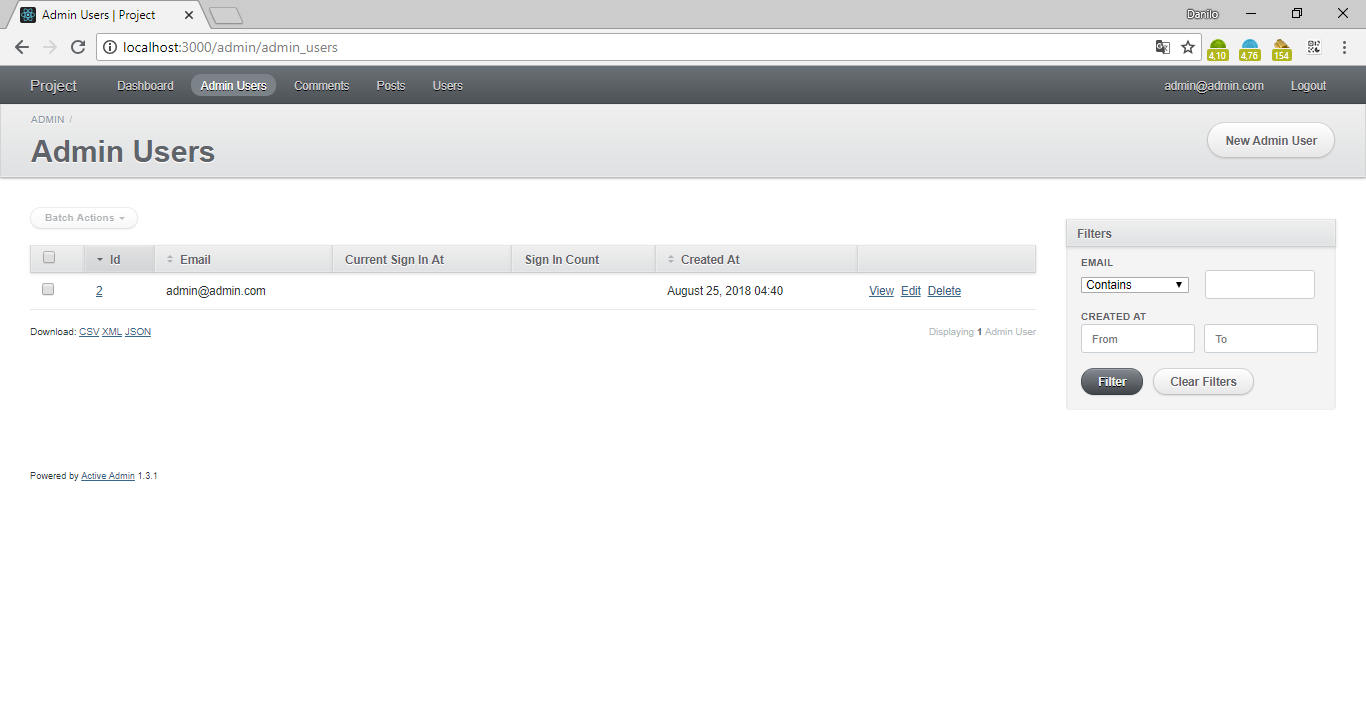 Admin Users | Project
Danilo
localhost:3000/admin/admin_users
4,10 4,76 154
Project Dashboard Admin Users Comments Posts Users admin@admin.com Logout
ADMIN /
Admin Users
New Admin User
Batch Actions
Filters
Id Email Current Sign In At Sign In Count Created At
EMAIL
Contains
2 admin@admin.com August 25, 2018 04:40 View Edit Delete
CREATED AT
From To
Download: CSV XML JSON
Displaying 1 Admin User
Filter Clear Filters
Powered by Active Admin 1.3.1